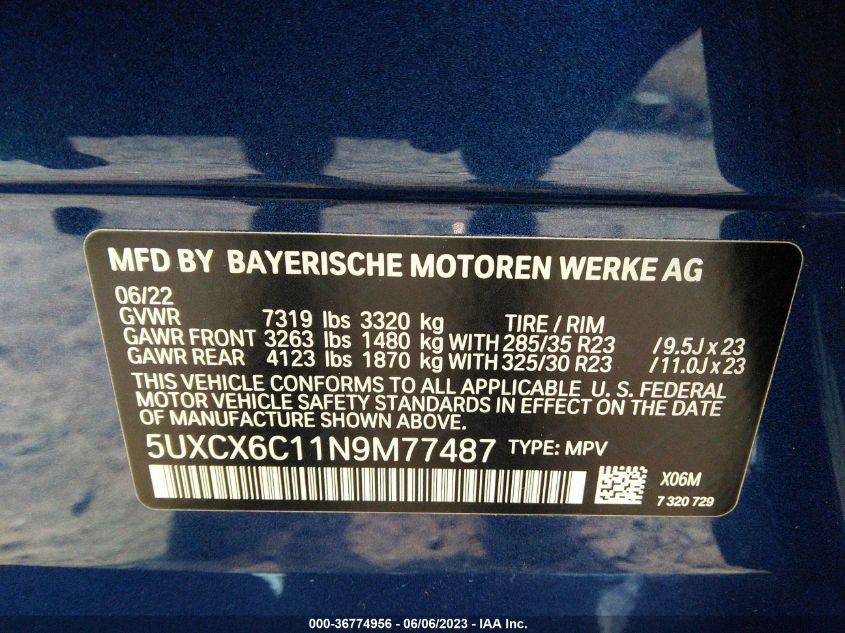 MFD BY BAYERISCHE MOTOREN WERKE AG
06/22
GVWR 7319 lbs 3320 kg TIRE / RIM
GAWR FRONT 3263 lbs 1480 kg WITH 285/35 R23 /9.5J x 23
GAWR REAR 4123 lbs 1870 kg WITH 325/30 R23 /11.0J x 23
THIS VEHICLE CONFORMS TO ALL APPLICABLE U. S. FEDERAL
MOTOR VEHICLE SAFETY STANDARDS IN EFFECT ON THE DATE
OF MANUFACTURE SHOWN ABOVE.
5UXCX6C11N9M77487 TYPE: MPV
X06M
7 320 729
000-36774956 - 06/06/2023 - IAA Inc.